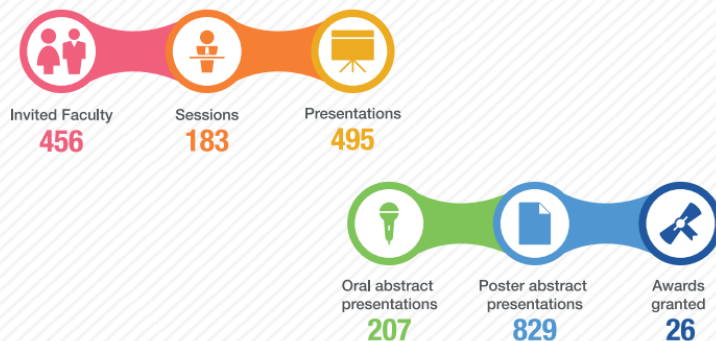 Invited Faculty
456
Sessions
183
Presentations
495
Oral abstract
presentations
207
Poster abstract
presentations
829
Awards
granted
26